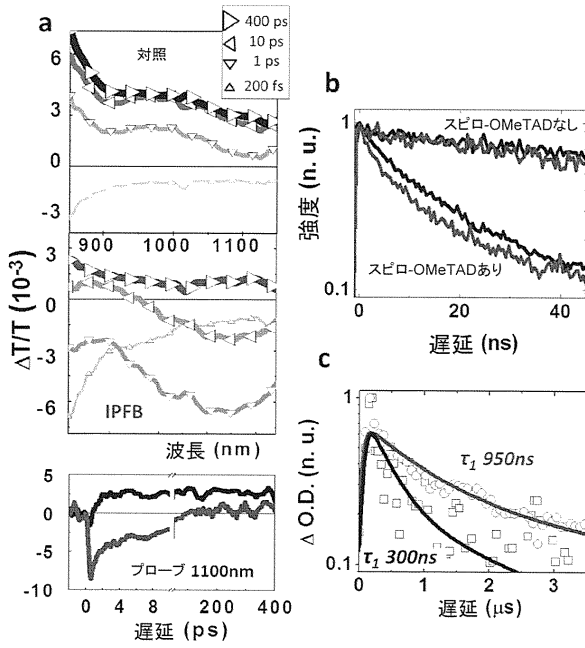 a
400 ps
10 ps
1 ps
200 fs
対照
6
3
0
-3
900
1000
1100
0
-3
-6
ΔT/T (10⁻³)
IPFB
波長 (nm)
5
0
-5
-10
プローブ 1100nm
0
4
8
200
400
遅延 (ps)
b
スピロ-OMeTADなし
スピロ-OMeTADあり
強度 (n. u.)
1
0.1
0
20
40
遅延 (ns)
c
Δ O.D. (n. u.)
1
0.1
τ₁ 950ns
τ₁ 300ns
0
1
2
3
遅延 (μs)